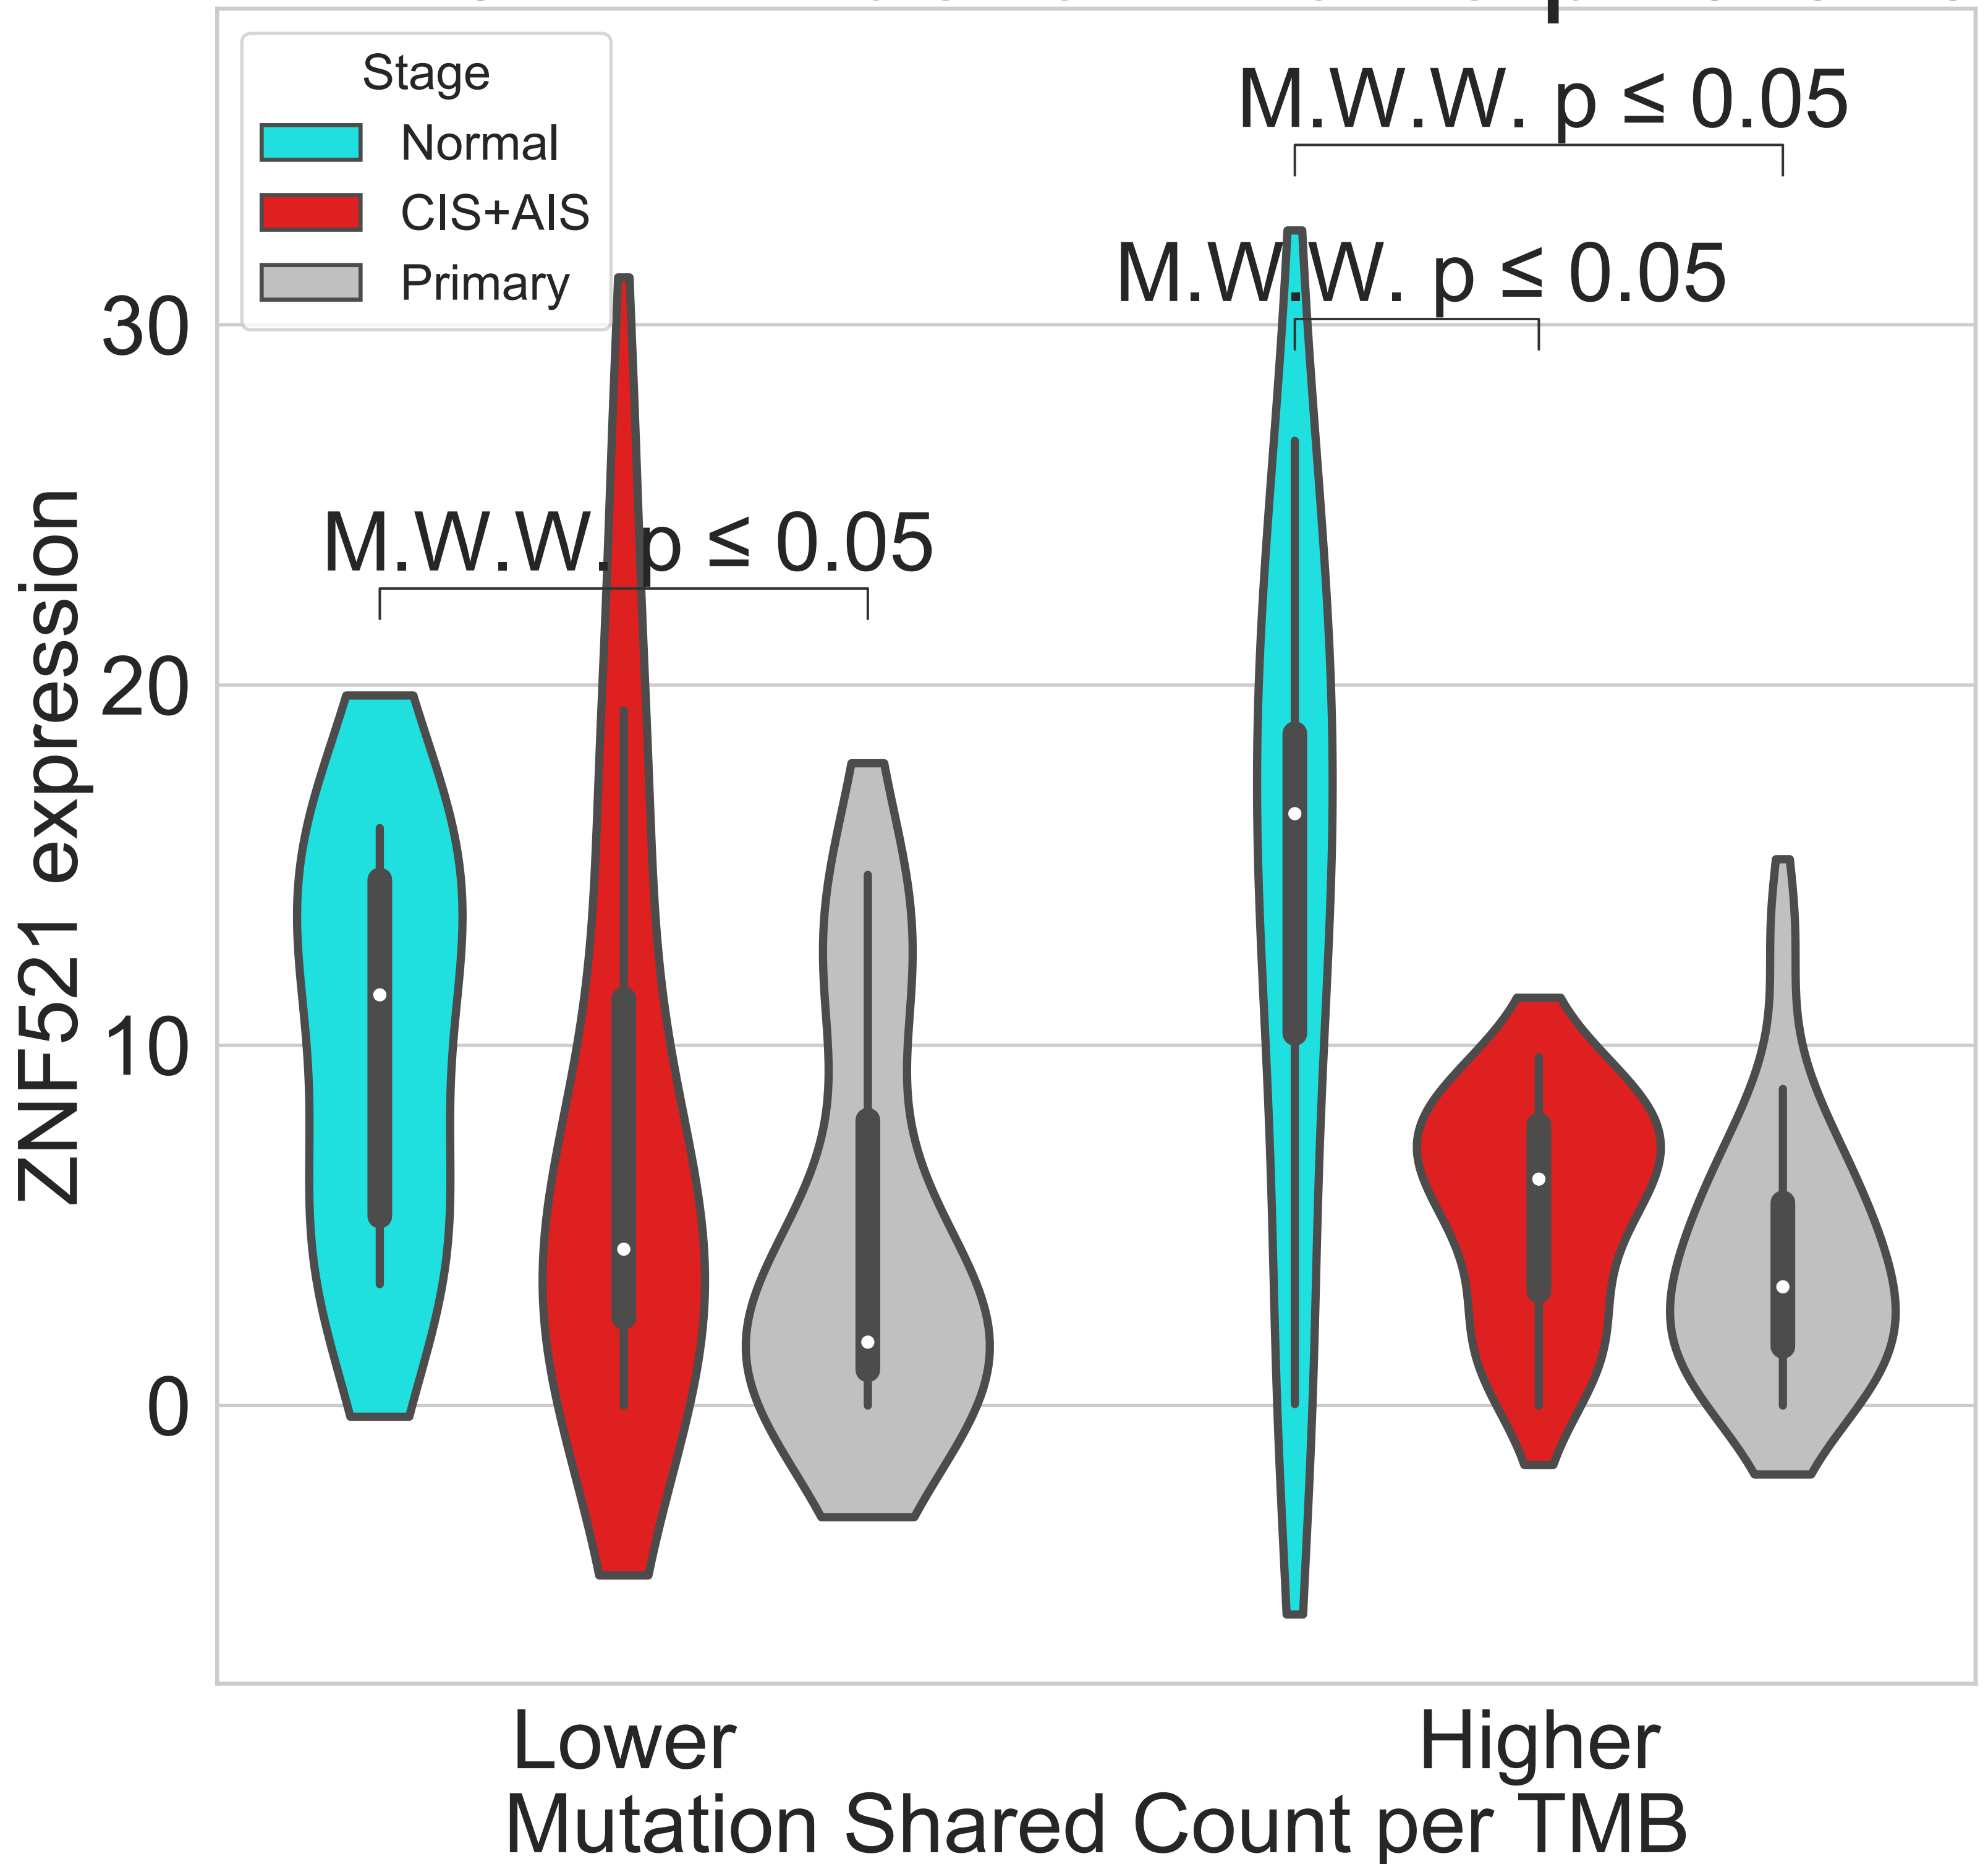 Stage
Normal
CIS+AIS
Primary
M.W.W. p ≤ 0.05
M.W.W. p ≤ 0.05
M.W.W. p ≤ 0.05
30
20
10
0
ZNF521 expression
Lower
Higher
Mutation Shared Count per TMB